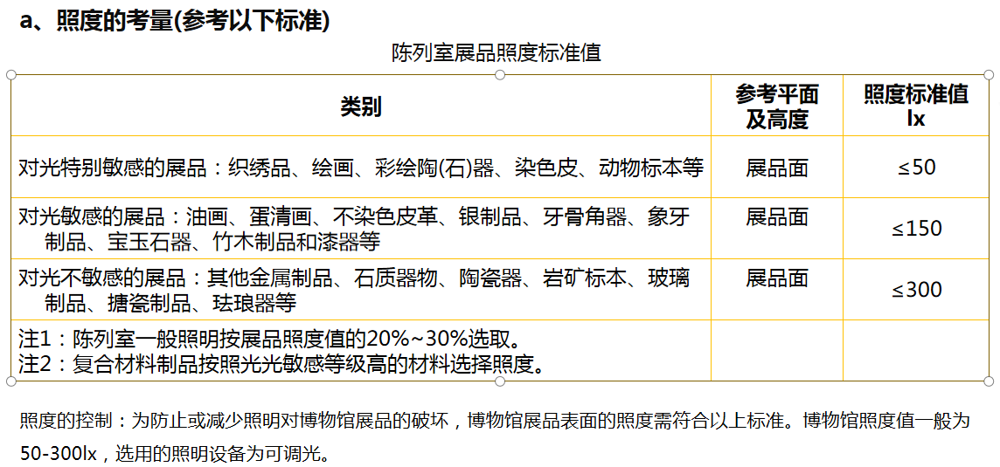 a、照度的考量(参考以下标准)
陈列室展品照度标准值
类别
参考平面
及高度
照度标准值
lx
对光特别敏感的展品：织绣品、绘画、彩绘陶(石)器、染色皮、动物标本等
展品面
≤50
对光敏感的展品：油画、蛋清画、不染色皮革、银制品、牙骨角器、象牙
制品、宝玉石器、竹木制品和漆器等
展品面
≤150
对光不敏感的展品：其他金属制品、石质器物、陶瓷器、岩矿标本、玻璃
制品、搪瓷制品、珐琅器等
展品面
≤300
注1：陈列室一般照明按展品照度值的20%~30%选取。
注2：复合材料制品按照光光敏感等级高的材料选择照度。
照度的控制：为防止或减少照明对博物馆展品的破坏，博物馆展品表面的照度需符合以上标准。博物馆照度值一般为
50-300lx，选用的照明设备为可调光。